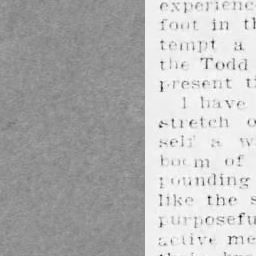 experienc
foot in th
tempt a
the Todd
present ti
I have
stretch o
self a w
boom of
pounding
like the s
purposefu
active me